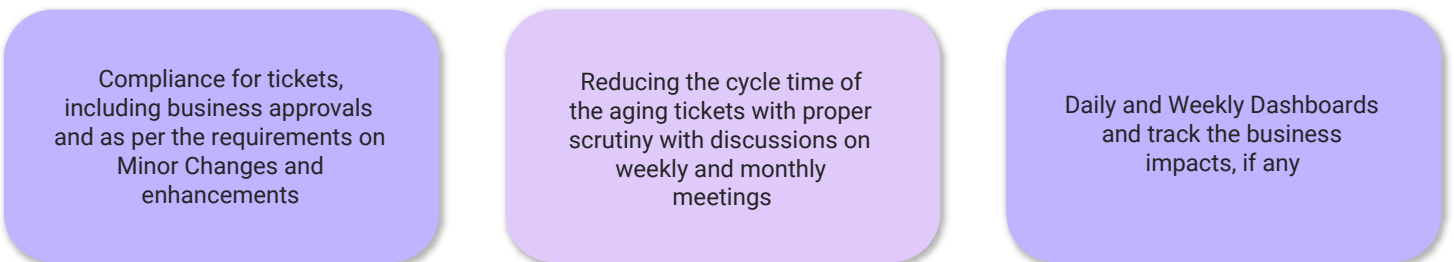 Compliance for tickets,
including business approvals
and as per the requirements on
Minor Changes and
enhancements
Reducing the cycle time of
the aging tickets with proper
scrutiny with discussions on
weekly and monthly
meetings
Daily and Weekly Dashboards
and track the business
impacts, if any